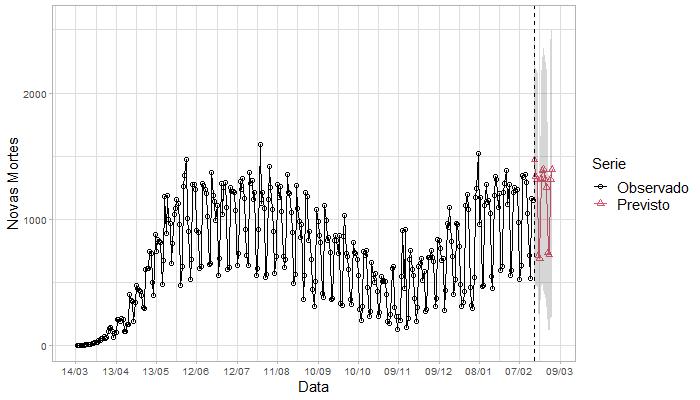 Novas Mortes
2000
1000
0
14/03 13/04 13/05 12/06 12/07 11/08 10/09 10/10 09/11 09/12 08/01 07/02 09/03
Data
Serie
Observado
Previsto